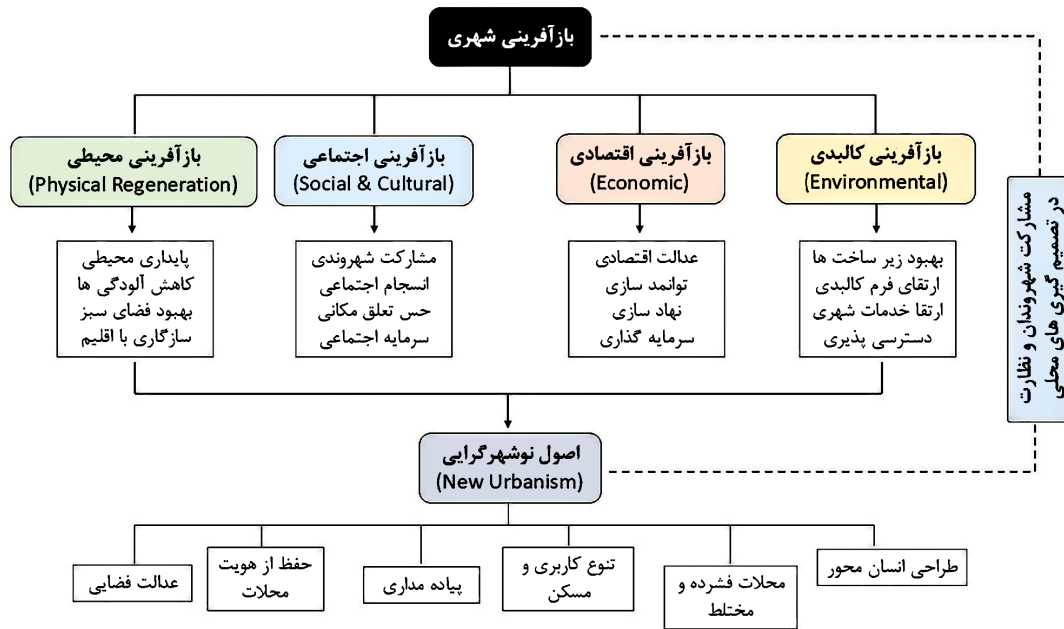 بازآفرینی شهری
بازآفرینی کالبدی
(Environmental)
بازآفرینی اقتصادی
(Economic)
بازآفرینی اجتماعی
(Social & Cultural)
بازآفرینی محیطی
(Physical Regeneration)
بهبود زیر ساخت ها
ارتقای فرم کالبدی
ارتقا خدمات شهری
دسترسی پذیری
عدالت اقتصادی
توانمند سازی
نهاد سازی
سرمایه گذاری
مشارکت شهروندی
انسجام اجتماعی
حس تعلق مکانی
سرمایه اجتماعی
پایداری محیطی
کاهش آلودگی ها
بهبود فضای سبز
سازگاری با اقلیم
مشارکت شهروندان و نظارت
در تصمیم گیری های محلی
اصول نوشهرگرایی
(New Urbanism)
طراحی انسان محور
محلات فشرده و
مختلط
تنوع کاربری و
مسکن
پیاده مداری
حفظ از هویت
محلات
عدالت فضایی